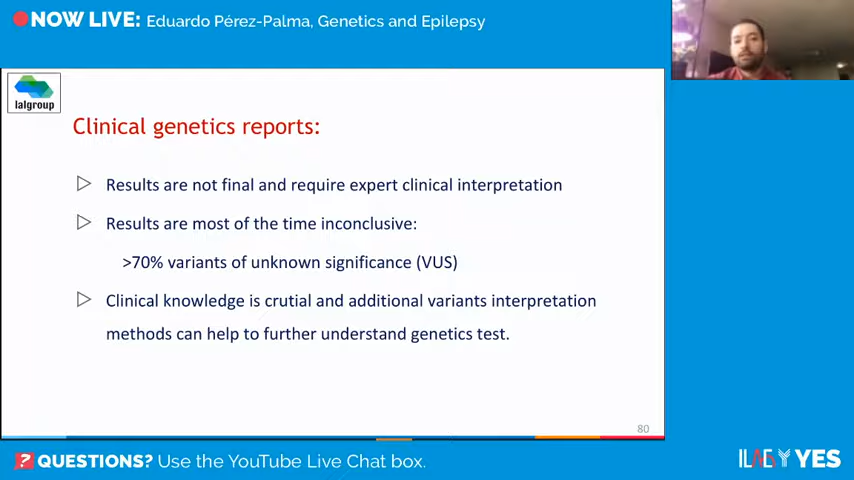 NOW LIVE: Eduardo Pérez-Palma, Genetics and Epilepsy
lalgroup
Clinical genetics reports:
Results are not final and require expert clinical interpretation
Results are most of the time inconclusive:
>70% variants of unknown significance (VUS)
Clinical knowledge is crutial and additional variants interpretation
methods can help to further understand genetics test.
80
? QUESTIONS? Use the YouTube Live Chat box.
ILAE YES